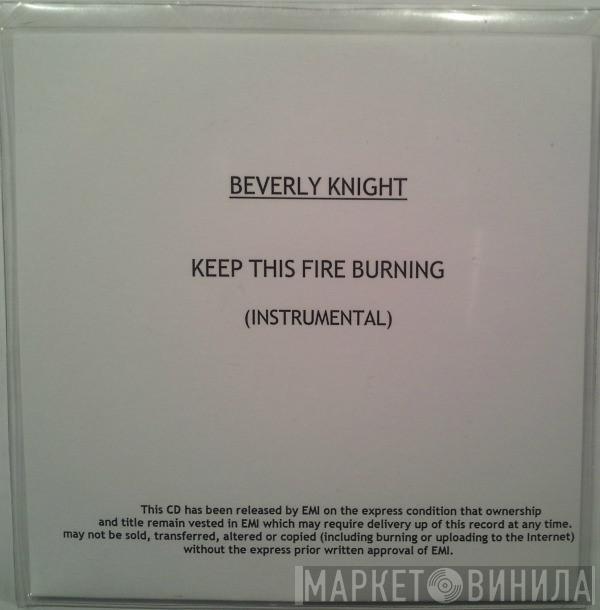 BEVERLY KNIGHT
KEEP THIS FIRE BURNING
(INSTRUMENTAL)
This CD has been released by EMI on the express condition that ownership
and title remain vested in EMI which may require delivery up of this record at any time.
may not be sold, transferred, altered or copied (including burning or uploading to the Internet)
without the express prior written approval of EMI.
МАРКЕТ ВИНИЛА